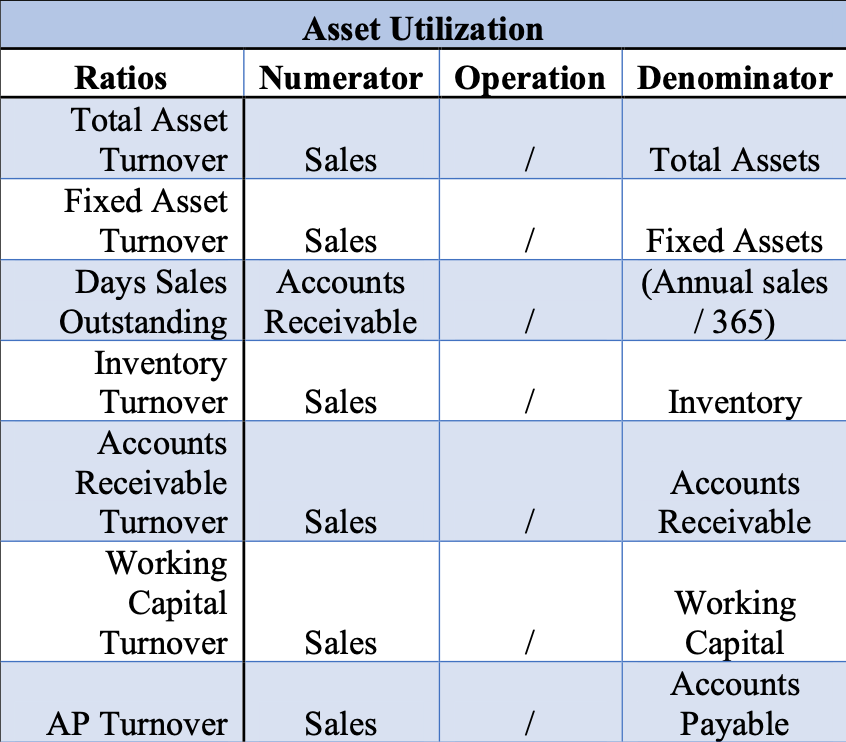 Asset Utilization
Ratios Numerator Operation Denominator
Total Asset
Turnover Sales / Total Assets
Fixed Asset
Turnover Sales / Fixed Assets
Days Sales Accounts (Annual sales
Outstanding Receivable / / 365)
Inventory
Turnover Sales / Inventory
Accounts
Receivable Accounts
Turnover Sales / Receivable
Working
Capital Working
Turnover Sales / Capital
Accounts
AP Turnover Sales / Payable